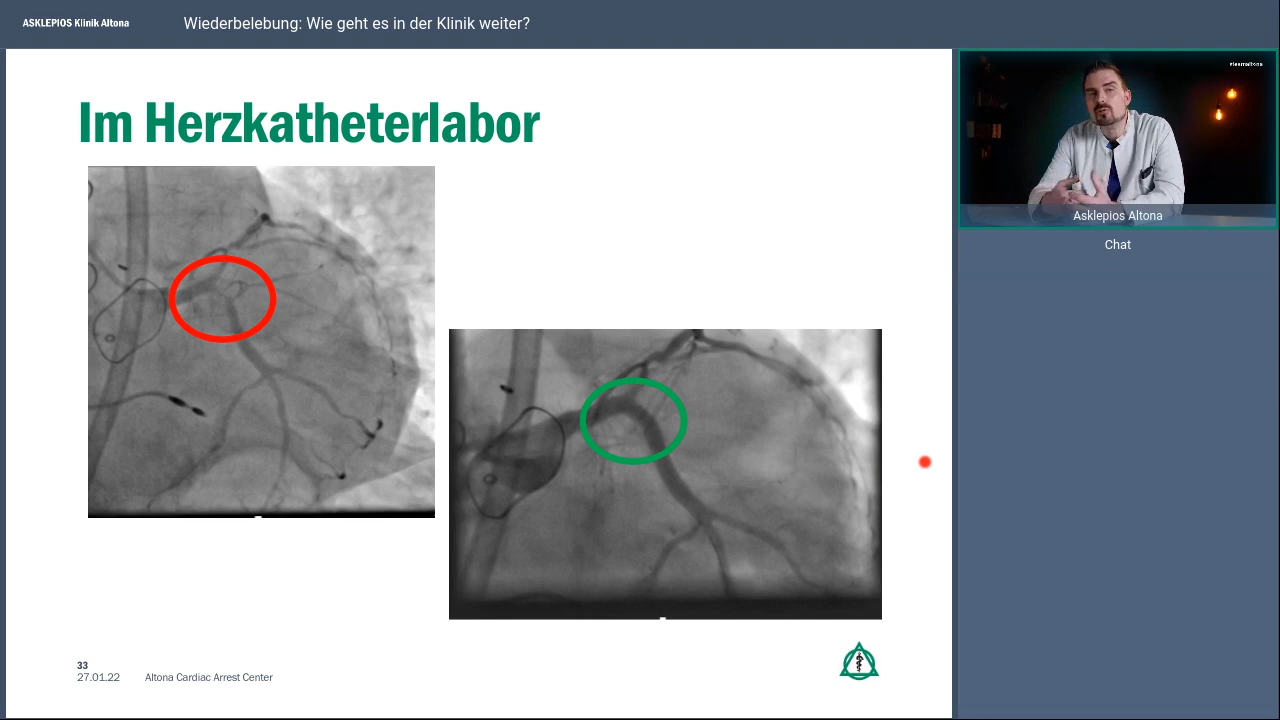 ASKLEPIOS Klinik Altona
Wiederbelebung: Wie geht es in der Klinik weiter?
Im Herzkatheterlabor
#teamaltona
Asklepios Altona
Chat
33
27.01.22 Altona Cardiac Arrest Center